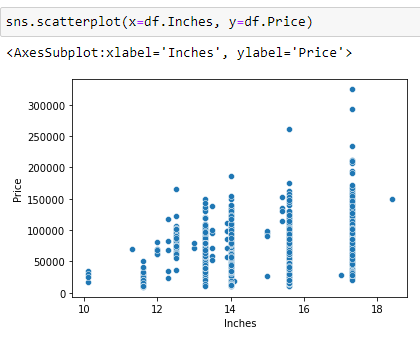 sns.scatterplot(x=df.Inches, y=df.Price)
<AxesSubplot:xlabel='Inches', ylabel='Price'>
300000
250000
200000
150000
100000
50000
0
Price
10 12 14 16 18
Inches